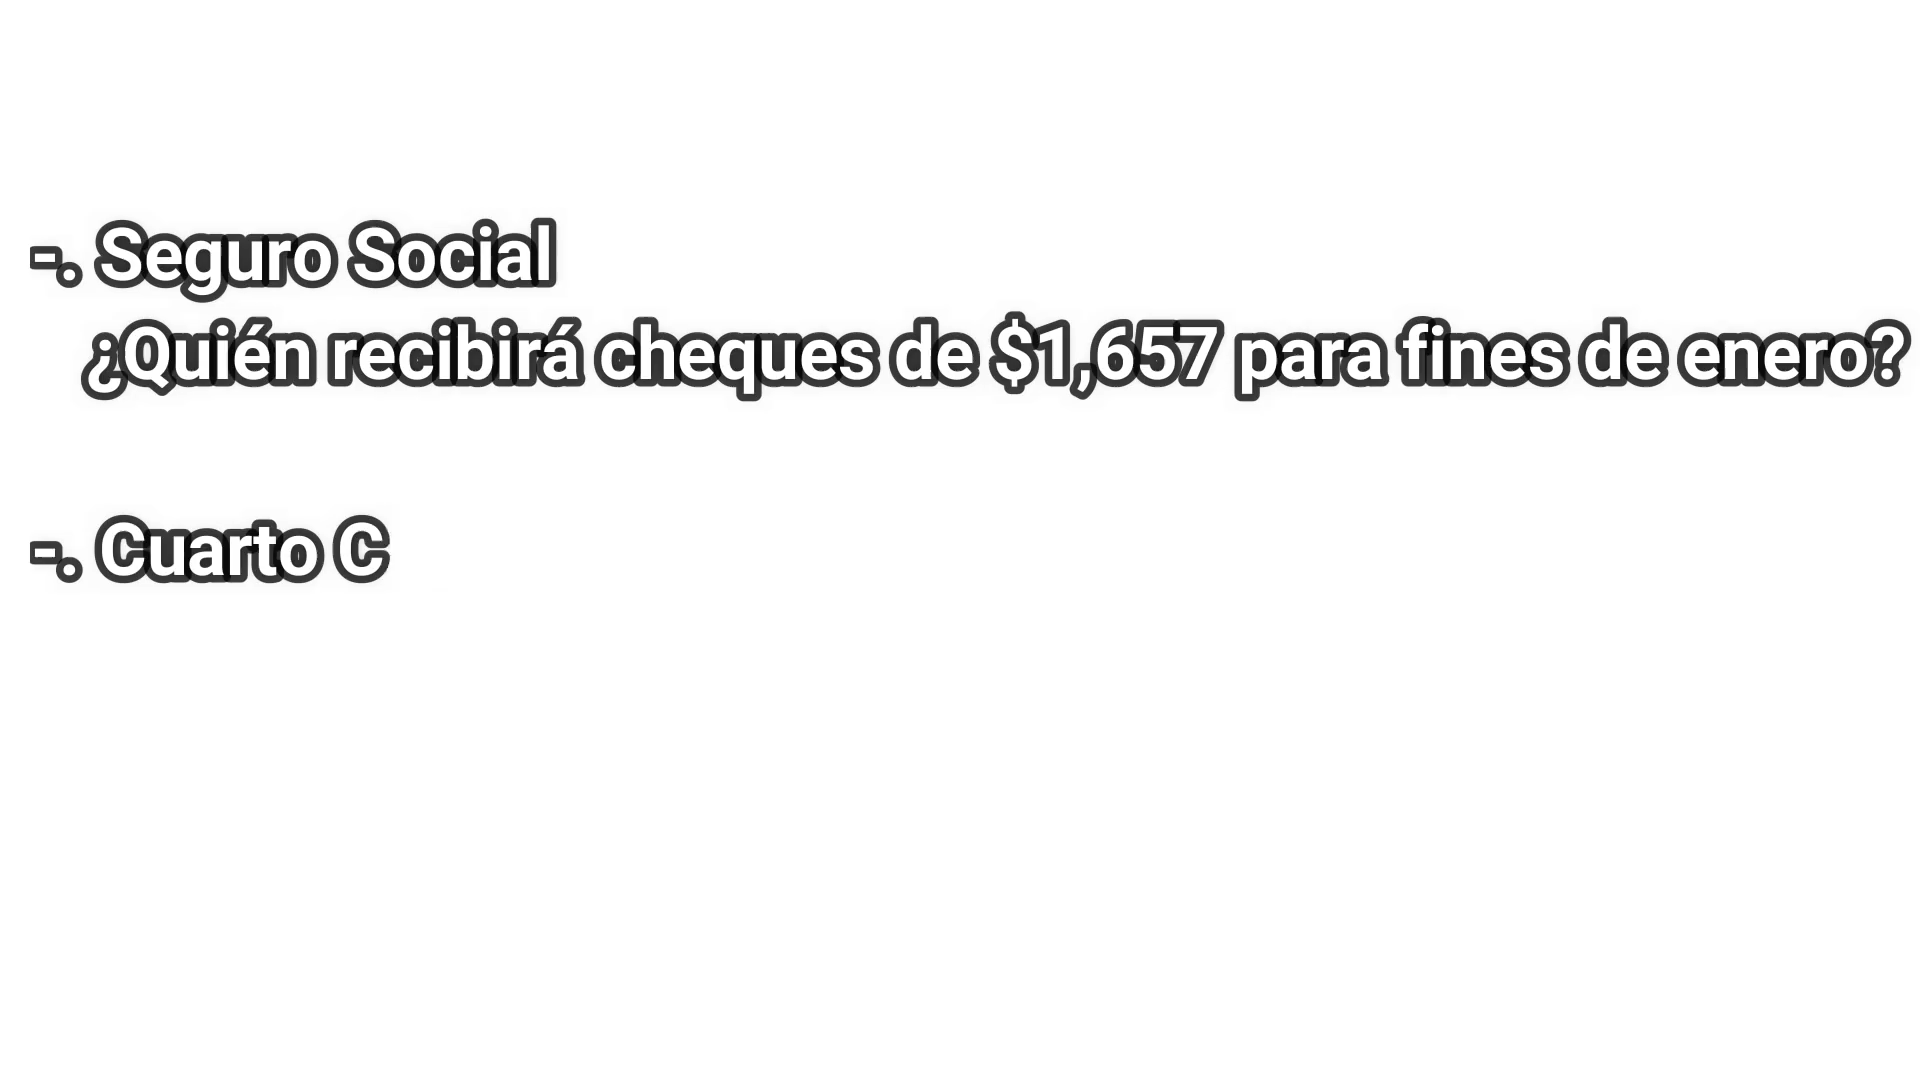 -. Seguro Social
¿Quién recibirá cheques de $1,657 para fines de enero?
-. Cuarto C